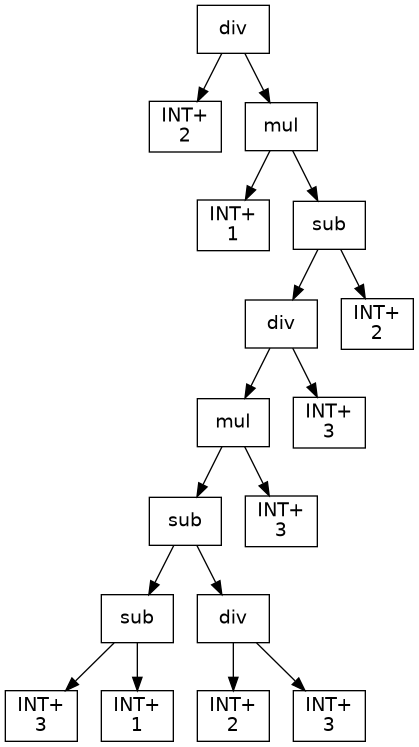 div
INT+
2
mul
INT+
1
sub
div
INT+
2
mul
INT+
3
sub
INT+
3
sub
div
INT+
3
INT+
1
INT+
2
INT+
3